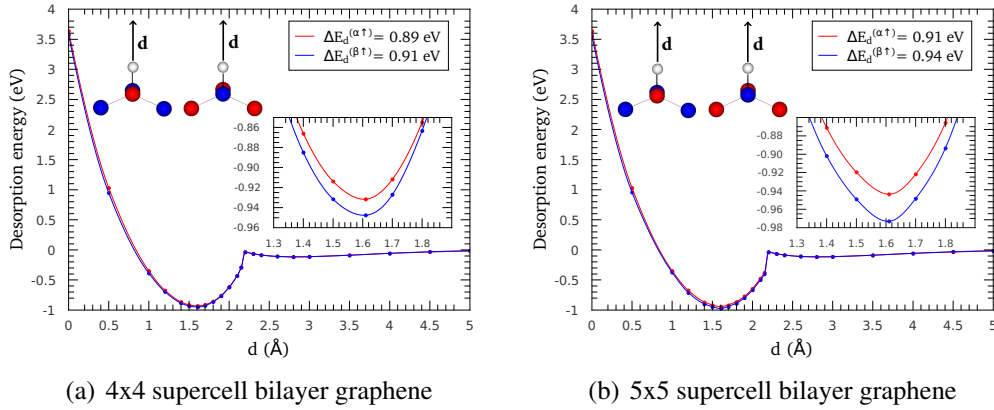 ΔE_d^(α↑) = 0.89 eV
ΔE_d^(β↑) = 0.91 eV
d
d
Desorption energy (eV)
4
3.5
3
2.5
2
1.5
1
0.5
0
-0.5
-1
-0.86
-0.88
-0.90
-0.92
-0.94
-0.96
1.3 1.4 1.5 1.6 1.7 1.8
0 0.5 1 1.5 2 2.5 3 3.5 4 4.5 5
d (Å)
(a) 4x4 supercell bilayer graphene
ΔE_d^(α↑) = 0.91 eV
ΔE_d^(β↑) = 0.94 eV
d
d
Desorption energy (eV)
4
3.5
3
2.5
2
1.5
1
0.5
0
-0.5
-1
-0.88
-0.90
-0.92
-0.94
-0.96
-0.98
1.3 1.4 1.5 1.6 1.7 1.8
0 0.5 1 1.5 2 2.5 3 3.5 4 4.5 5
d (Å)
(b) 5x5 supercell bilayer graphene